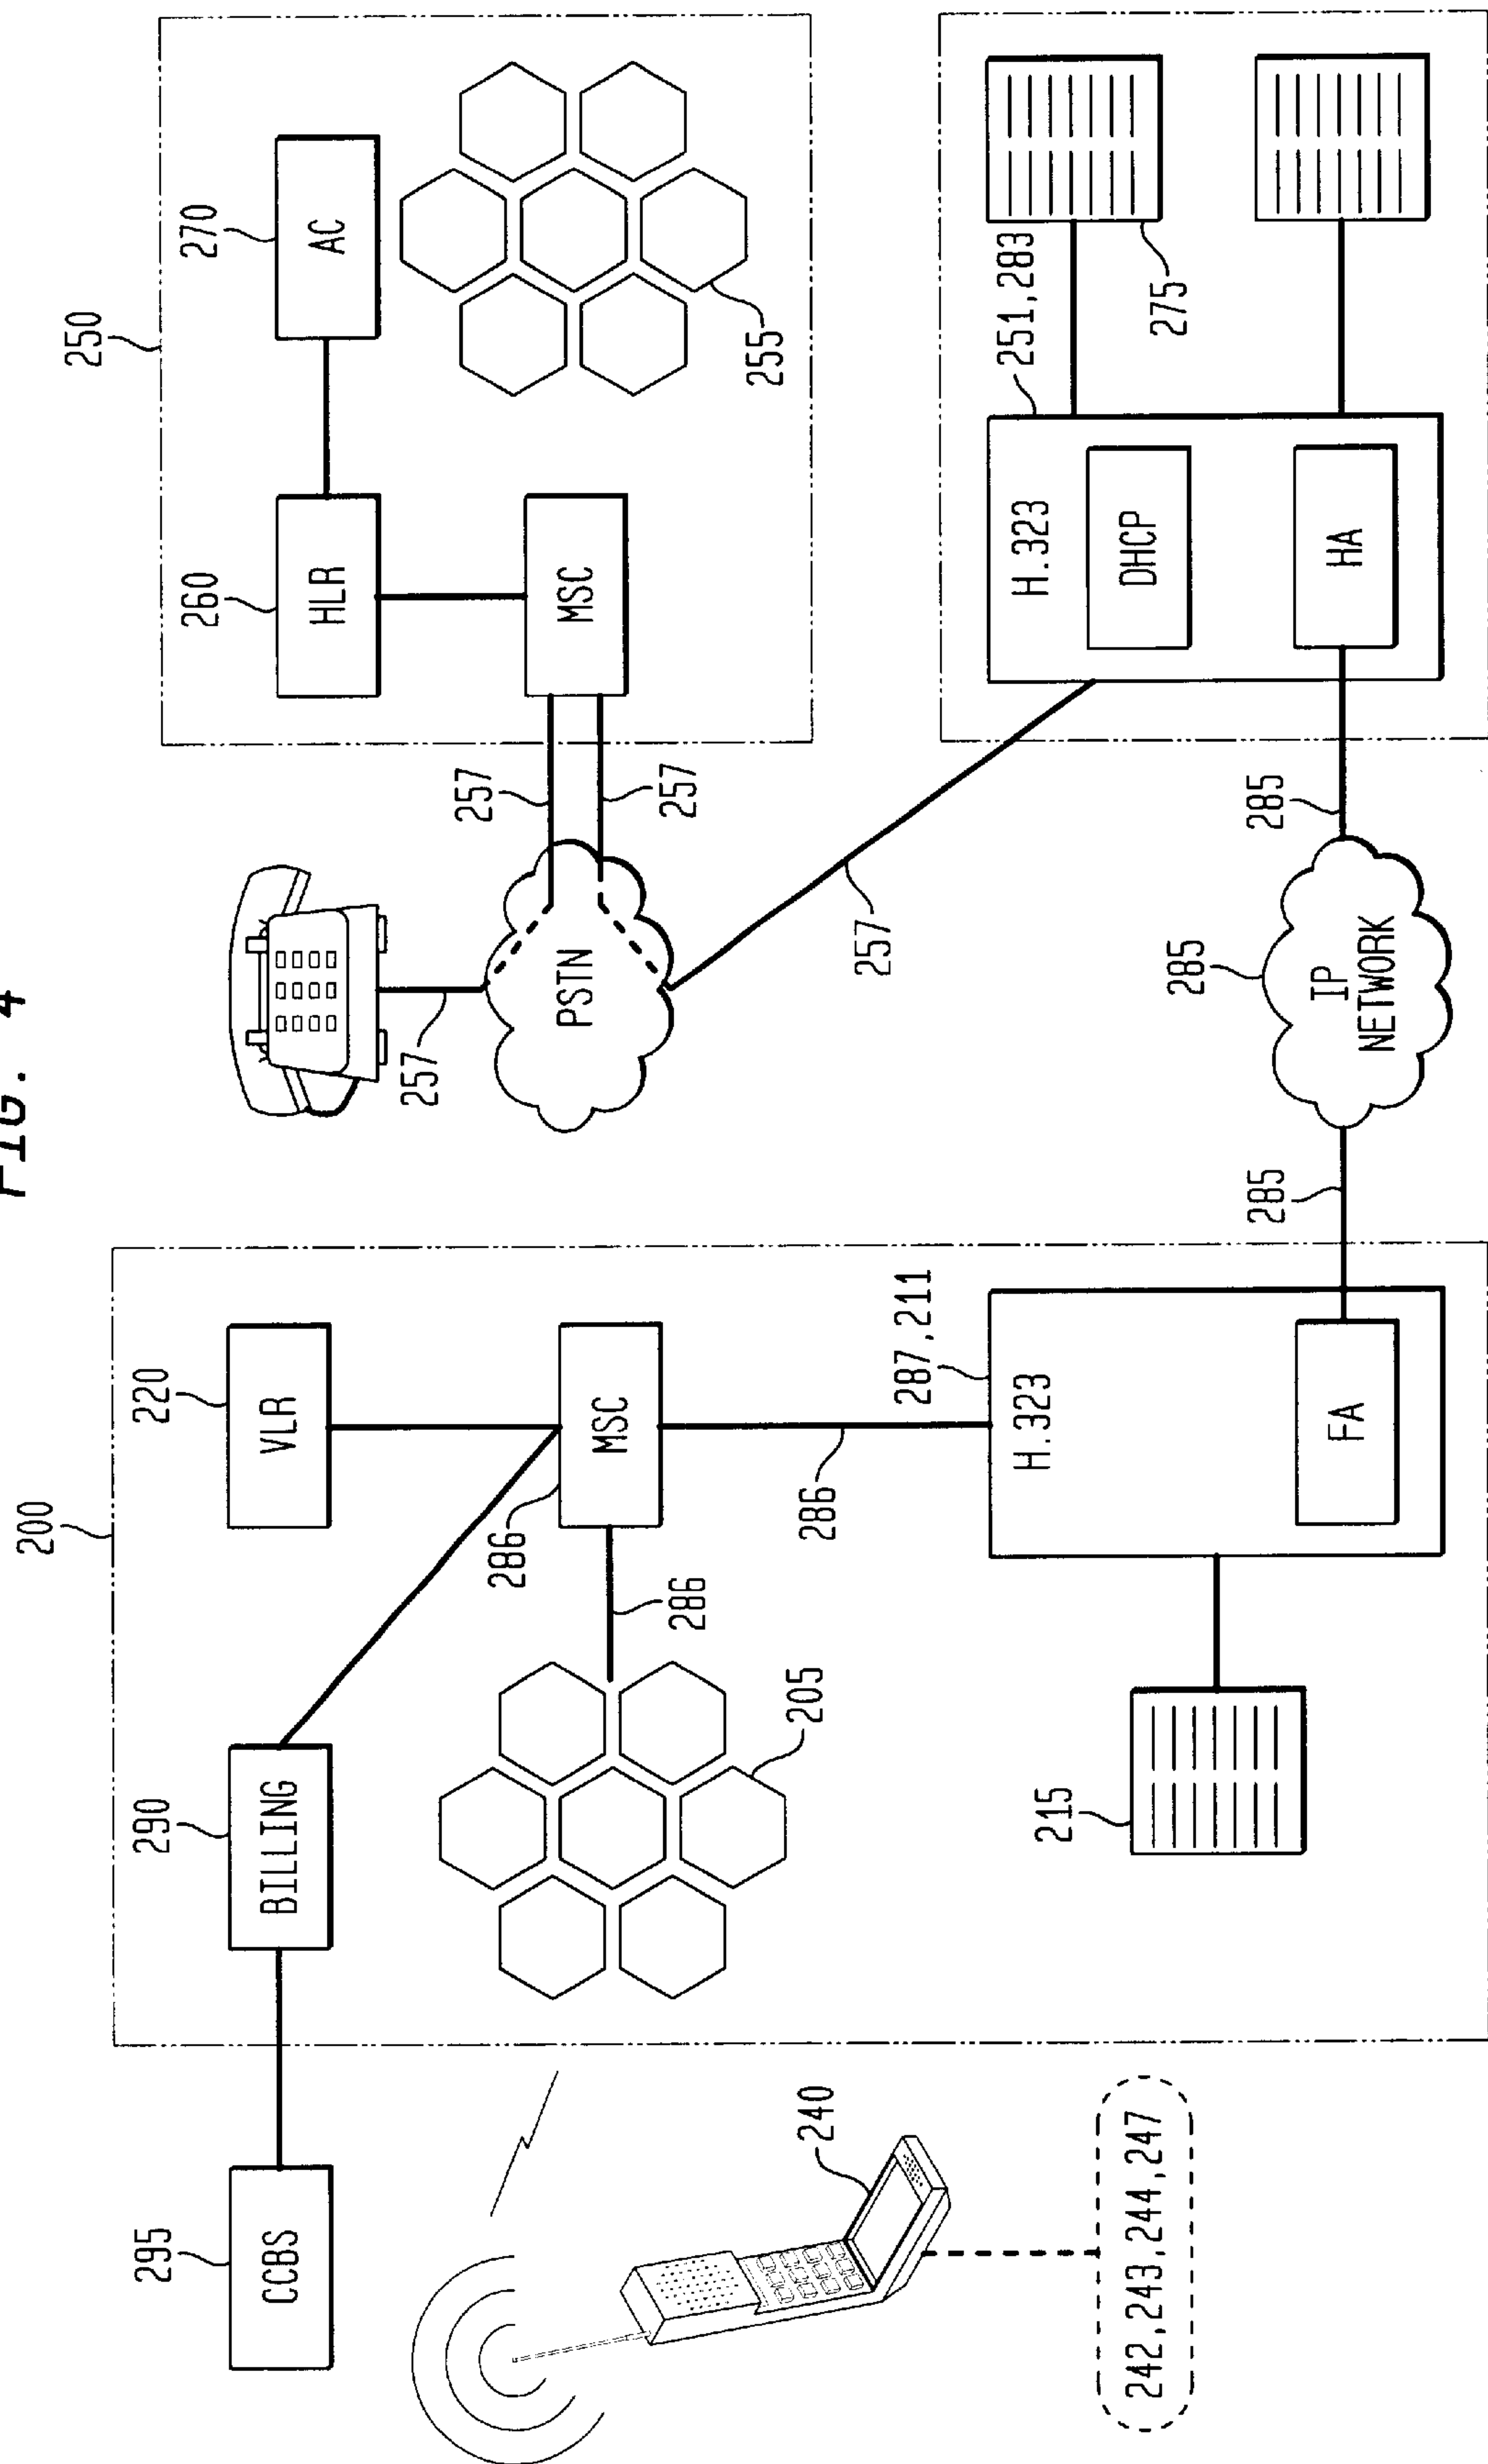 FIG. 4
200
250
295
CCBS
290
BILLING
220
VLR
260
HLR
270
AC
257
257
257
257
PSTN
MSC
MSC
286
286
286
205
255
240
242,243,244,247
215
287,211
H.323
FA
285
285
285
IP
NETWORK
251,283
H.323
DHCP
HA
275